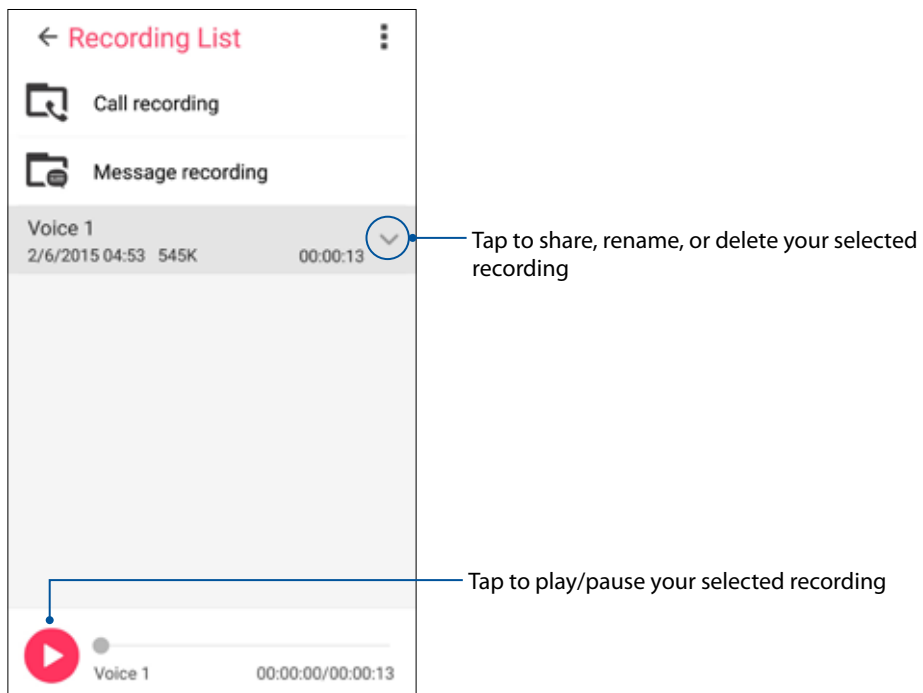 Recording List
Call recording
Message recording
Voice 1
2/6/2015 04:53 545K 00:00:13
Tap to share, rename, or delete your selected
recording
Tap to play/pause your selected recording
Voice 1 00:00:00/00:00:13